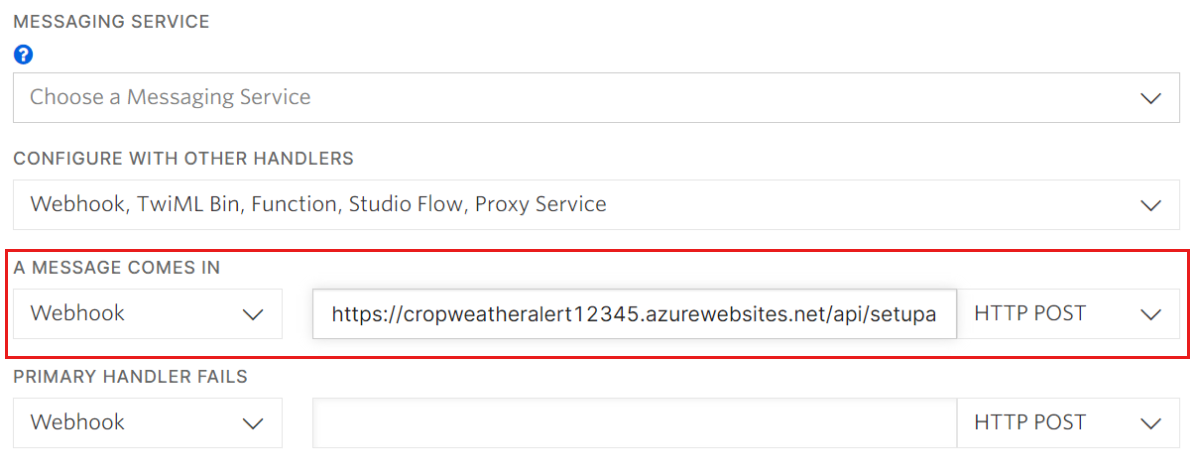 MESSAGING SERVICE
?
Choose a Messaging Service
CONFIGURE WITH OTHER HANDLERS
Webhook, TwiML Bin, Function, Studio Flow, Proxy Service
A MESSAGE COMES IN
Webhook https://cropweatheralert12345.azurewebsites.net/api/setupa HTTP POST
PRIMARY HANDLER FAILS
Webhook HTTP POST